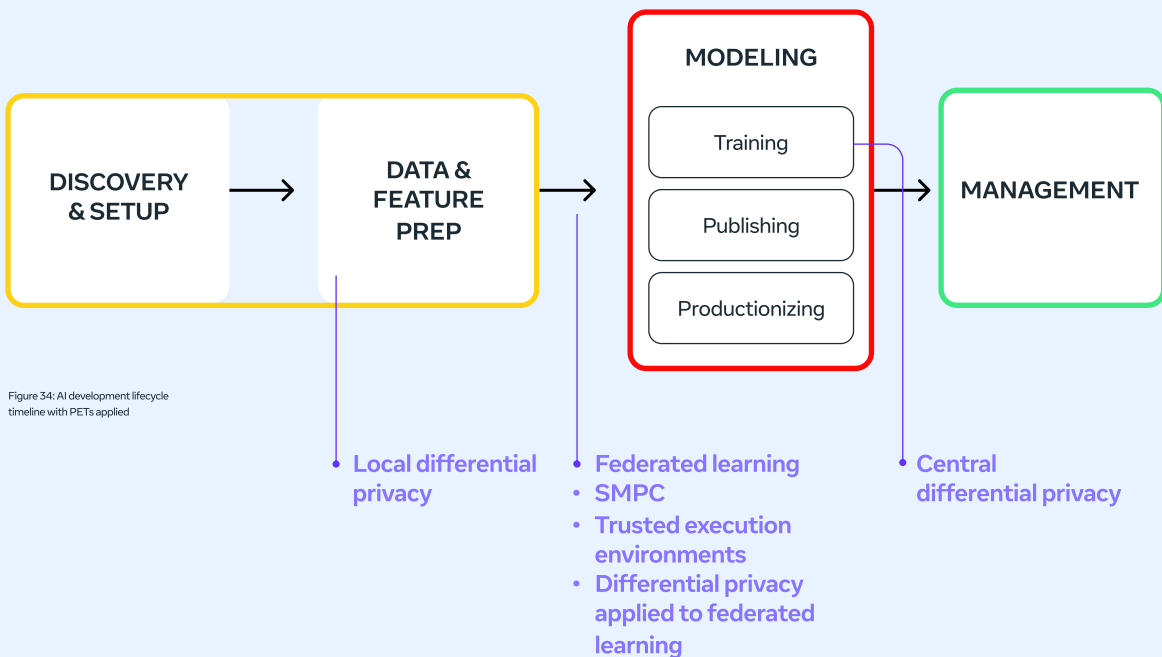 DISCOVERY
& SETUP
DATA &
FEATURE
PREP
MODELING
Training
Publishing
Productionizing
MANAGEMENT
Figure 34: AI development lifecycle
timeline with PETs applied
• Local differential
privacy
• Federated learning
• SMPC
• Trusted execution
environments
• Differential privacy
applied to federated
learning
• Central
differential privacy